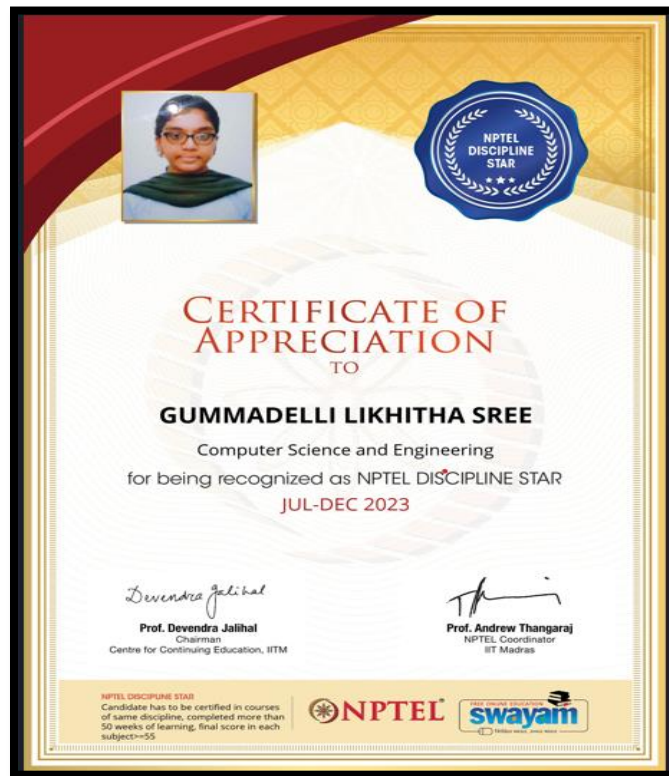 NPTEL
DISCIPLINE
STAR
CERTIFICATE OF
APPRECIATION
TO
GUMMADELLI LIKHITHA SREE
Computer Science and Engineering
for being recognized as NPTEL DISCIPLINE STAR
JUL-DEC 2023
Devendra Jalihal
Prof. Devendra Jalihal
Chairman
Centre for Continuing Education, IITM
Prof. Andrew Thangaraj
NPTEL Coordinator
IIT Madras
NPTEL DISCIPLINE STAR
Candidate has to be certified in courses
of same discipline, completed more than
50 weeks of learning, final score in each
subject>=55
NPTEL
FREE ONLINE EDUCATION
swayam